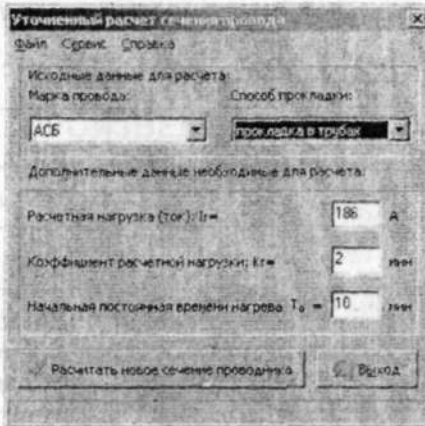 Уточненный расчет сечения провода
Файл Сервис Справка
Исходные данные для расчета:
Марка провода: Способ прокладки:
АСБ прокладка в трубах
Дополнительные данные необходимые для расчета:
Расчетная нагрузка (ток): Ir= 186 А
Коэффициент расчетной нагрузки: Кr= 2 мин
Начальная постоянная времени нагрева T₀ = 10 мин
Расчитать новое сечение проводника Выход